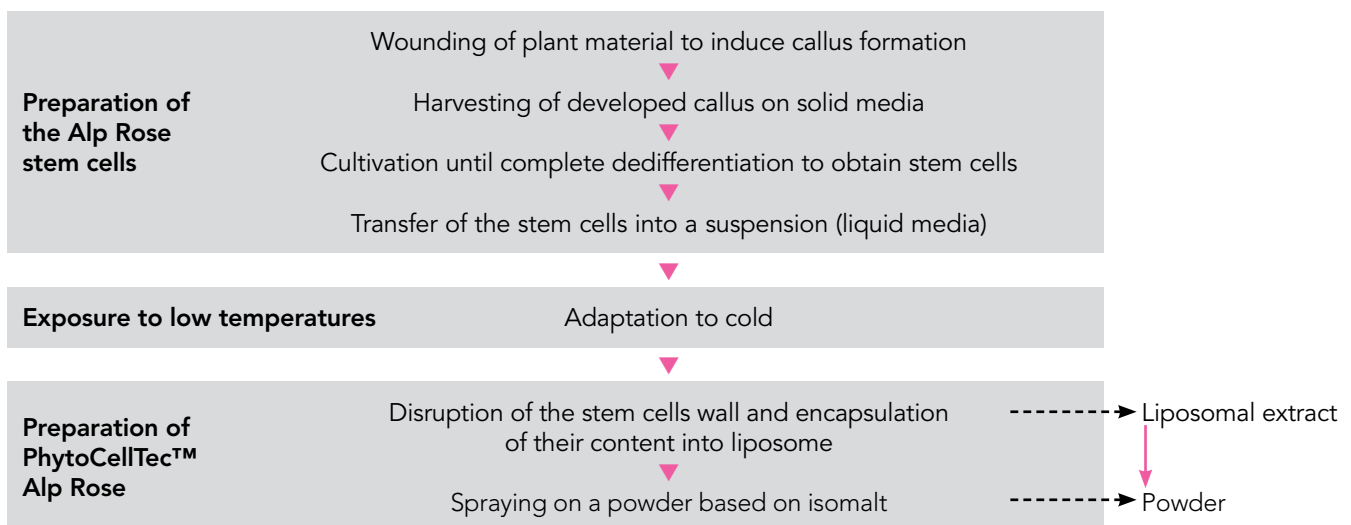 Wounding of plant material to induce callus formation
Preparation of
the Alp Rose
stem cells
Harvesting of developed callus on solid media
Cultivation until complete dedifferentiation to obtain stem cells
Transfer of the stem cells into a suspension (liquid media)
Exposure to low temperatures
Adaptation to cold
Preparation of
PhytoCellTec™
Alp Rose
Disruption of the stem cells wall and encapsulation
of their content into liposome
Liposomal extract
Spraying on a powder based on isomalt
Powder